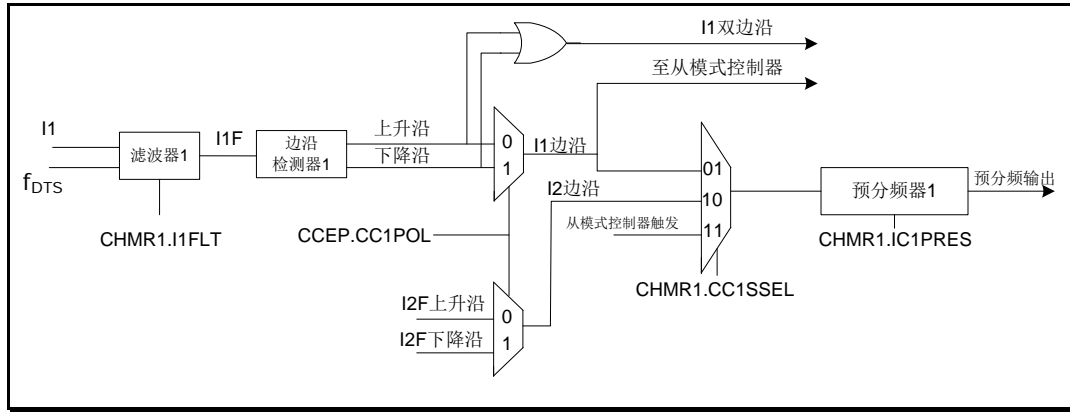 I1双边沿
至从模式控制器
I1
f_DTS
滤波器1
I1F
边沿
检测器1
上升沿
下降沿
0
1
I1边沿
I2边沿
从模式控制器触发
01
10
11
预分频器1
预分频输出
CHMR1.I1FLT
CCEP.CC1POL
CHMR1.IC1PRES
CHMR1.CC1SSEL
I2F上升沿
I2F下降沿
0
1